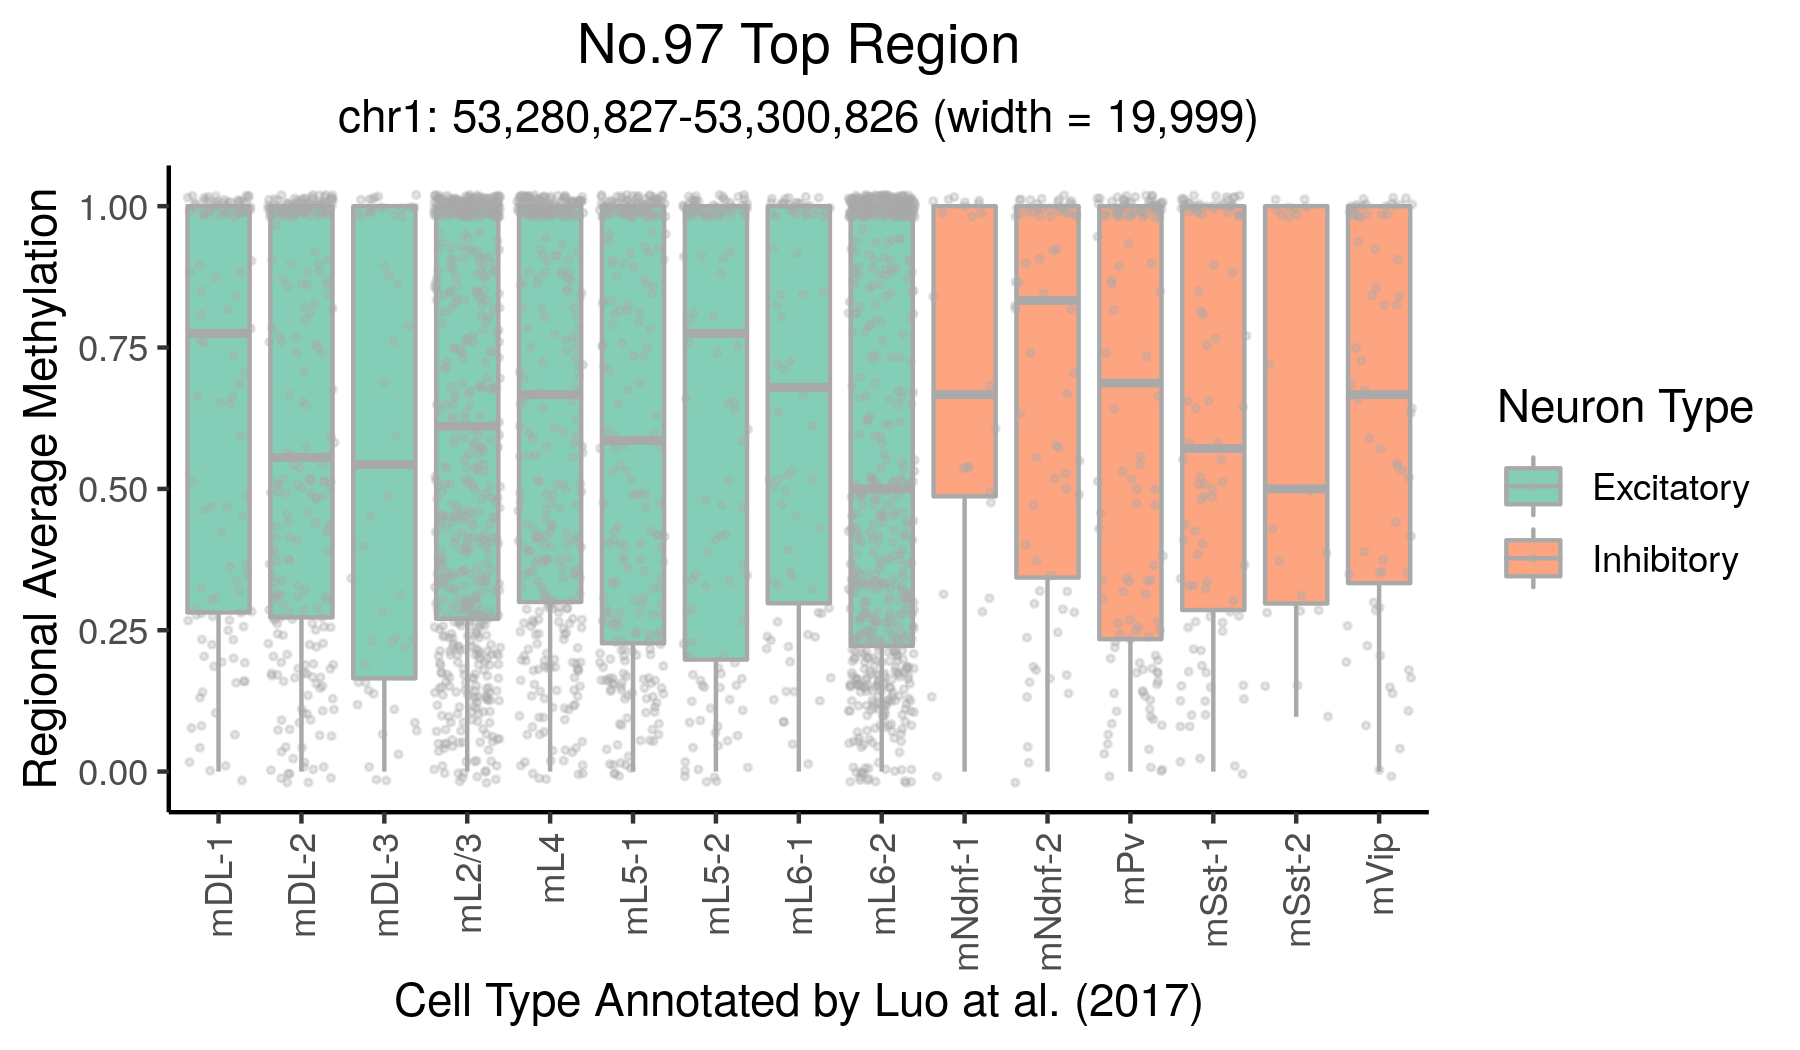 No.97 Top Region
chr1: 53,280,827-53,300,826 (width = 19,999)
Regional Average Methylation
1.00
0.75
0.50
0.25
0.00
mDL-1
mDL-2
mDL-3
mL2/3
mL4
mL5-1
mL5-2
mL6-1
mL6-2
mNdnf-1
mNdnf-2
mPv
mSst-1
mSst-2
mVip
Cell Type Annotated by Luo at al. (2017)
Neuron Type
Excitatory
Inhibitory